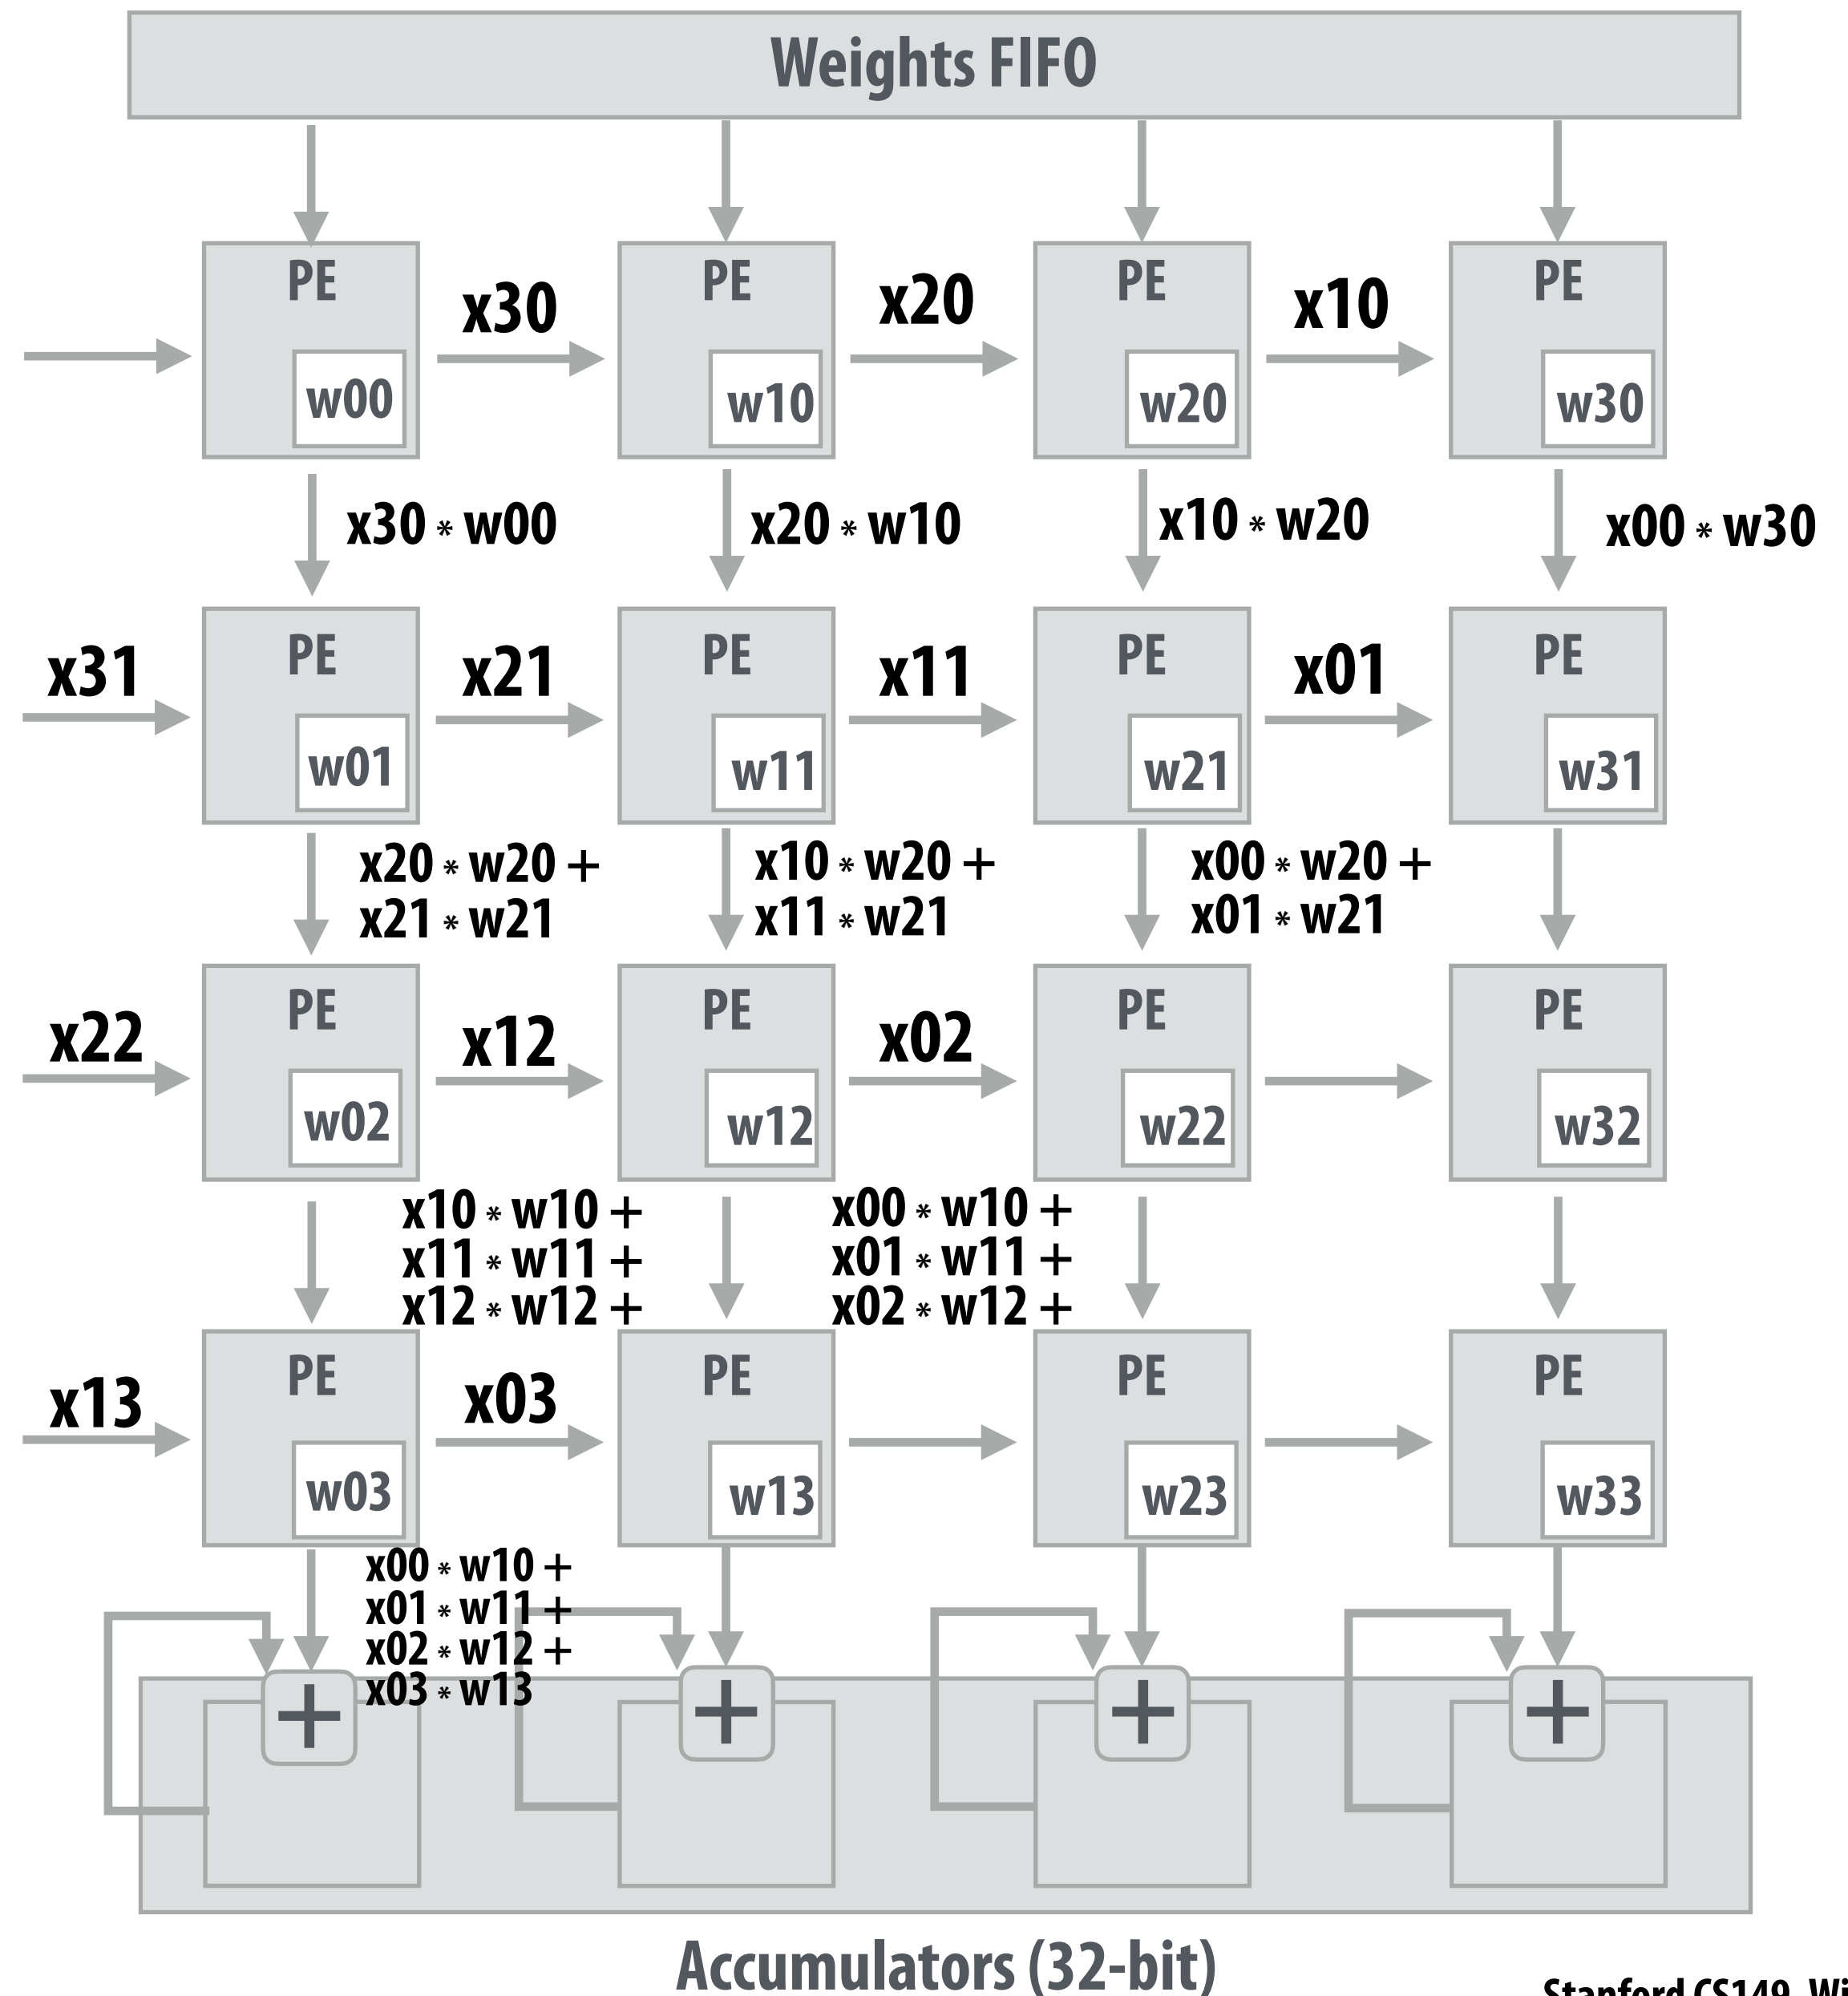 Weights FIFO
PE PE PE PE
x30 x20 x10
w00 w10 w20 w30
x30 * w00 x20 * w10 x10 * w20 x00 * w30
PE PE PE PE
x31 x21 x11 x01
w01 w11 w21 w31
x20 * w20 + x10 * w20 + x00 * w20 +
x21 * w21 x11 * w21 x01 * w21
PE PE PE PE
x22 x12 x02
w02 w12 w22 w32
x10 * w10 + x00 * w10 +
x11 * w11 + x01 * w11 +
x12 * w12 + x02 * w12 +
PE PE PE PE
x13 x03
w03 w13 w23 w33
x00 * w10 +
x01 * w11 +
x02 * w12 +
x03 * w13
+ + + +
Accumulators (32-bit)
Stanford CS149,